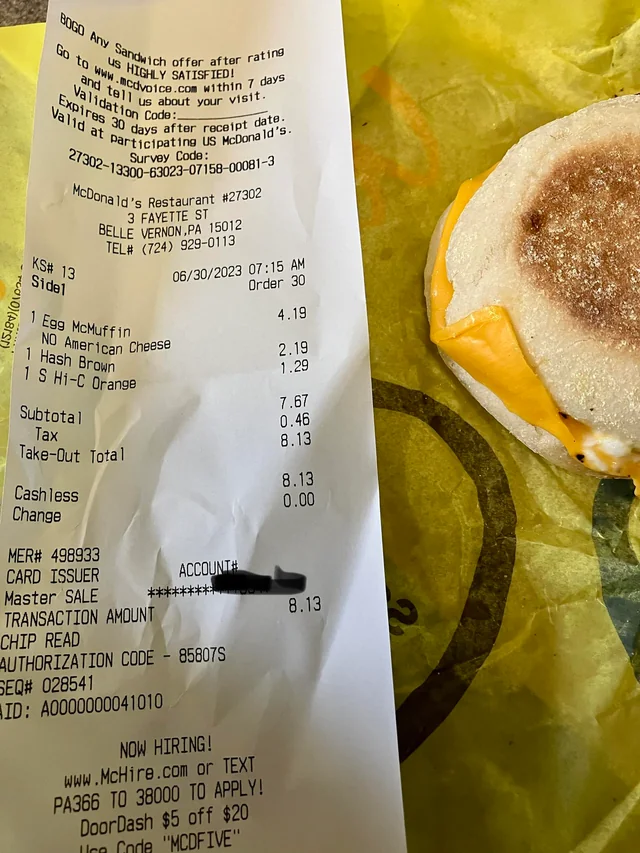 BOGO Any Sandwich offer after rating
us HIGHLY SATISFIED!
Go to www.mcdvoice.com within 7 days
and tell us about your visit.
Validation Code:____________
Expires 30 days after receipt date.
Valid at participating US McDonald's.
Survey Code:
27302-13300-63023-07158-00081-3
McDonald's Restaurant #27302
3 FAYETTE ST
BELLE VERNON,PA 15012
TEL# (724) 929-0113
KS# 13 06/30/2023 07:15 AM
Side1 Order 30
1 Egg McMuffin 4.19
NO American Cheese
1 Hash Brown 2.19
1 S Hi-C Orange 1.29
Subtotal 7.67
Tax 0.46
Take-Out Total 8.13
Cashless 8.13
Change 0.00
MER# 498933
CARD ISSUER ACCOUNT#
Master SALE **********
TRANSACTION AMOUNT 8.13
CHIP READ
AUTHORIZATION CODE - 85807S
SEQ# 028541
AID: A0000000041010
NOW HIRING!
www.McHire.com or TEXT
PA366 TO 38000 TO APPLY!
DoorDash $5 off $20
Use Code "MCDFIVE"